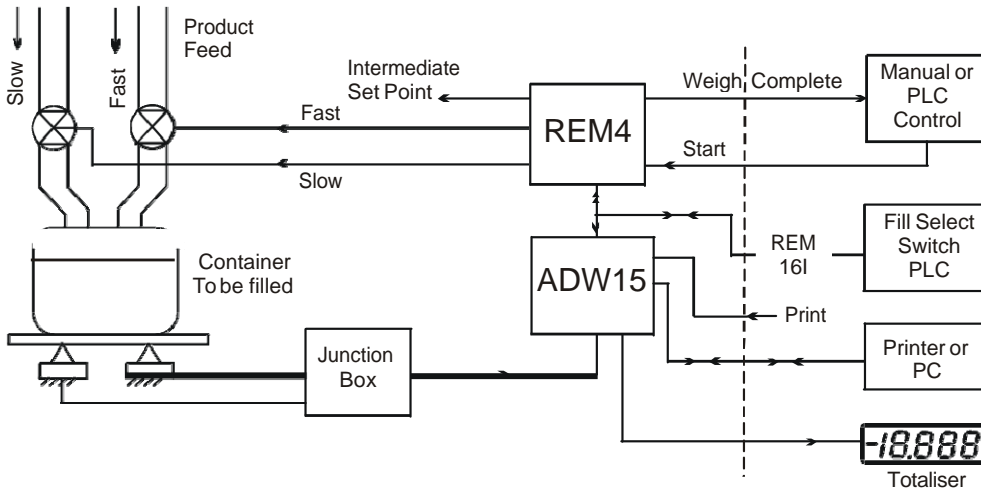 Slow
Fast
Product
Feed
Intermediate
Set Point
Fast
Slow
REM4
Weigh Complete
Start
Manual or
PLC
Control
Container
To be filled
ADW15
REM
16I
Fill Select
Switch
PLC
Print
Junction
Box
Printer or
PC
-18.888
Totaliser